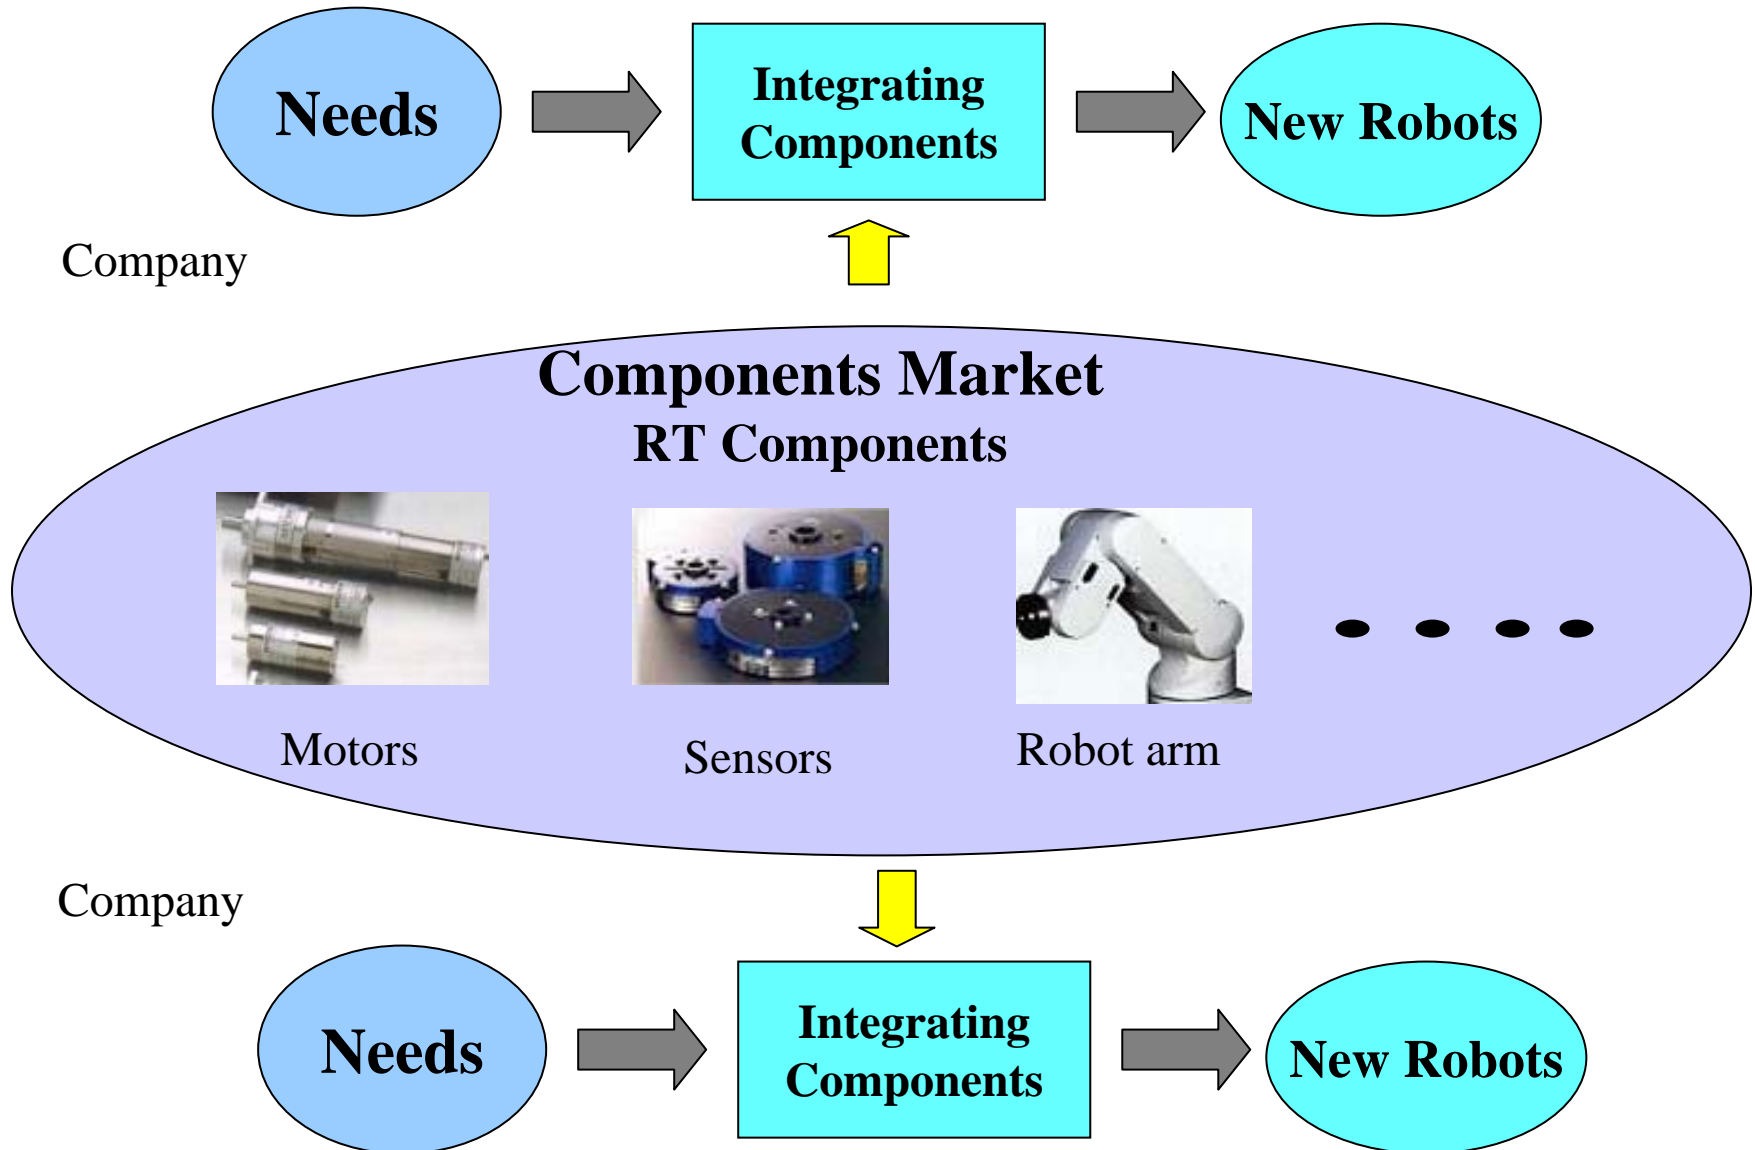 Needs
Integrating
Components
New Robots
Company
Components Market
RT Components
Motors
Sensors
Robot arm
Company
Needs
Integrating
Components
New Robots